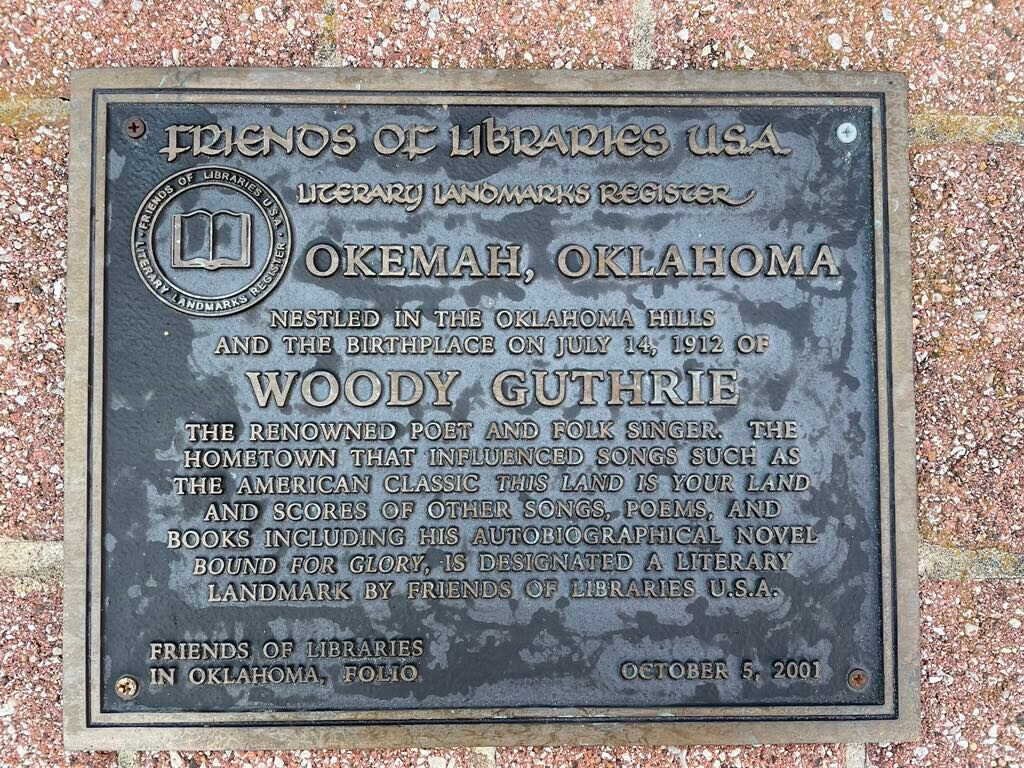 FRIENDS OF LIBRARIES U.S.A.
LITERARY LANDMARKS REGISTER
FRIENDS OF LIBRARIES U.S.A. • LITERARY LANDMARKS REGISTER •
OKEMAH, OKLAHOMA
NESTLED IN THE OKLAHOMA HILLS
AND THE BIRTHPLACE ON JULY 14, 1912 OF
WOODY GUTHRIE
THE RENOWNED POET AND FOLK SINGER. THE
HOMETOWN THAT INFLUENCED SONGS SUCH AS
THE AMERICAN CLASSIC THIS LAND IS YOUR LAND
AND SCORES OF OTHER SONGS, POEMS, AND
BOOKS INCLUDING HIS AUTOBIOGRAPHICAL NOVEL
BOUND FOR GLORY, IS DESIGNATED A LITERARY
LANDMARK BY FRIENDS OF LIBRARIES U.S.A.
FRIENDS OF LIBRARIES
IN OKLAHOMA, FOLIO
OCTOBER 5, 2001